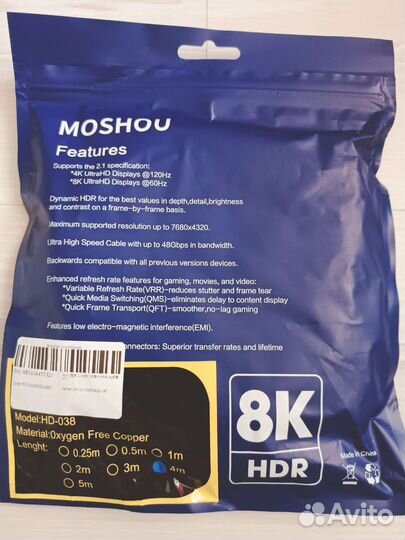 MOSHOU
Features
Supports the 2.1 specification:
*4K UltraHD Displays @120Hz
*8K UltraHD Displays @60Hz
Dynamic HDR for the best values in depth,detail,brightness
and contrast on a frame-by-frame basis.
Maximum supported resolution up to 7680x4320.
Ultra High Speed Cable with up to 48Gbps in bandwidth.
Backwards compatible with all previous versions devices.
Enhanced refresh rate features for gaming, movies, and video:
*Variable Refresh Rate(VRR)-reduces stutter and frame tear
*Quick Media Switching(QMS)-eliminates delay to content display
*Quick Frame Transport(QFT)-smoother,no-lag gaming
Features low electro-magnetic interference(EMI).
connectors: Superior transfer rates and lifetime
Model:HD-038
Material:Oxygen Free Copper
Lenght: 0.25m 0.5m 1m
2m 3m 4m
5m
8K
HDR
Made in China
Avito